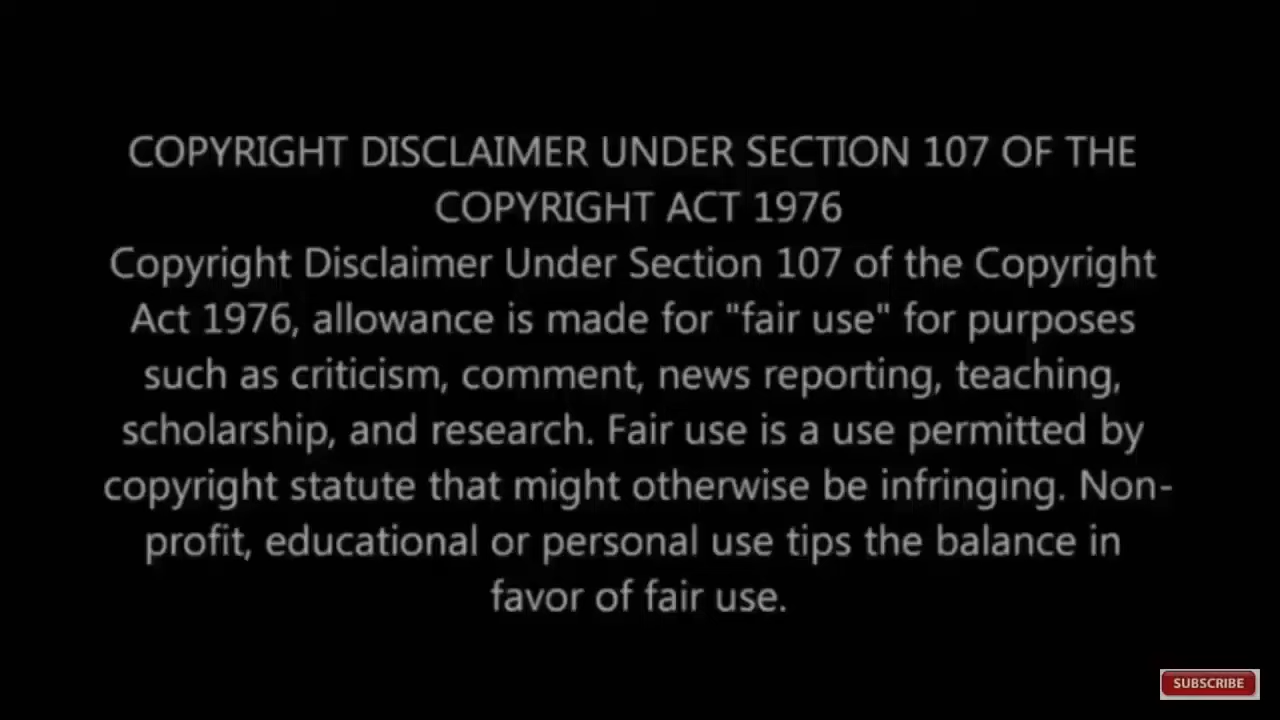 COPYRIGHT DISCLAIMER UNDER SECTION 107 OF THE
COPYRIGHT ACT 1976
Copyright Disclaimer Under Section 107 of the Copyright
Act 1976, allowance is made for "fair use" for purposes
such as criticism, comment, news reporting, teaching,
scholarship, and research. Fair use is a use permitted by
copyright statute that might otherwise be infringing. Non-
profit, educational or personal use tips the balance in
favor of fair use.
SUBSCRIBE